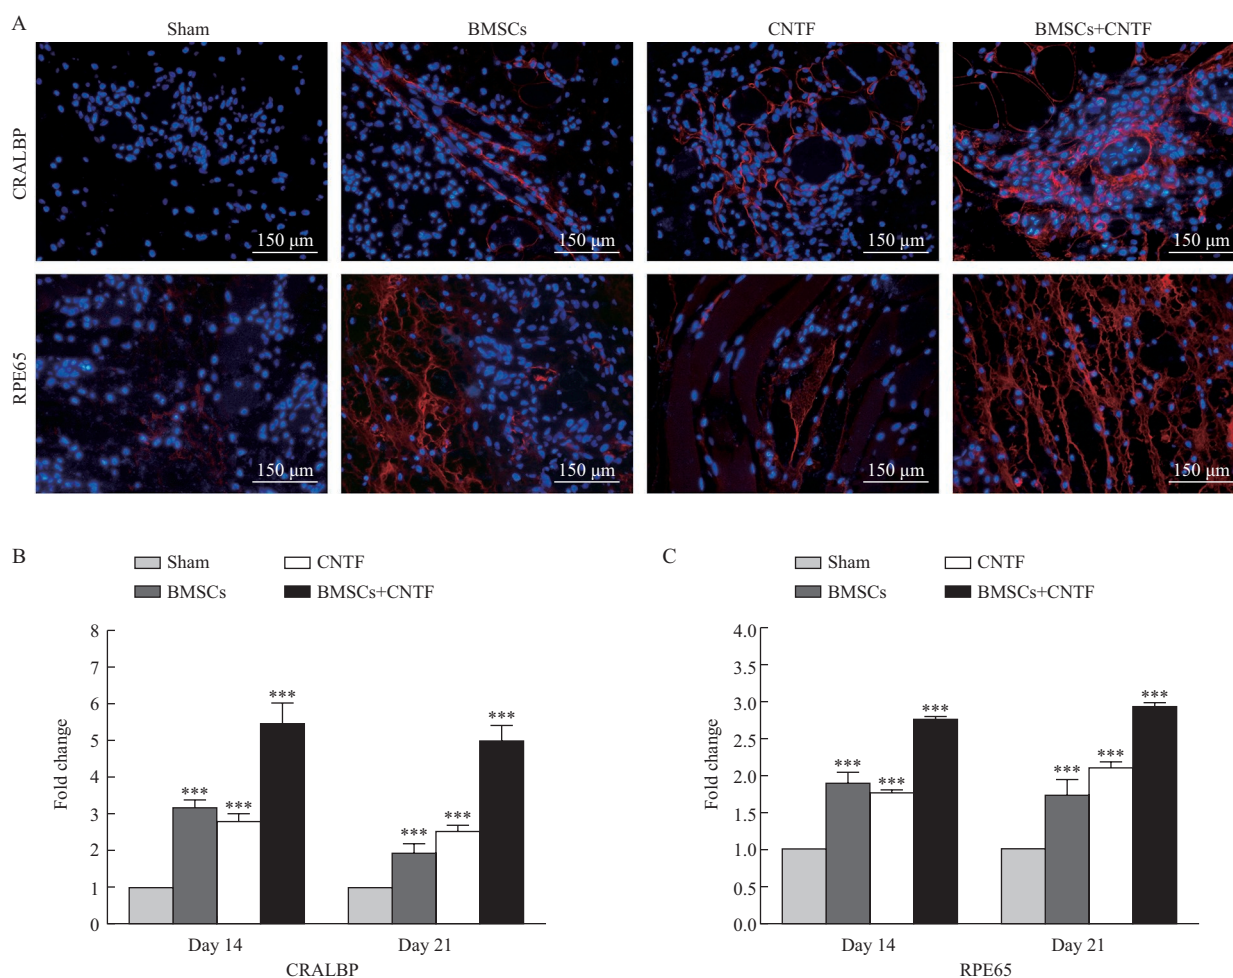 A
Sham BMSCs CNTF BMSCs+CNTF
CRALBP
150 μm 150 μm 150 μm 150 μm
RPE65
150 μm 150 μm 150 μm 150 μm
B
Sham CNTF
BMSCs BMSCs+CNTF
Fold change
8
7
6
5
4
3
2
1
0
*** *** *** *** *** ***
Day 14 Day 21
CRALBP
C
Sham CNTF
BMSCs BMSCs+CNTF
Fold change
4.0
3.5
3.0
2.5
2.0
1.5
1.0
0.5
0.0
*** *** *** *** *** ***
Day 14 Day 21
RPE65